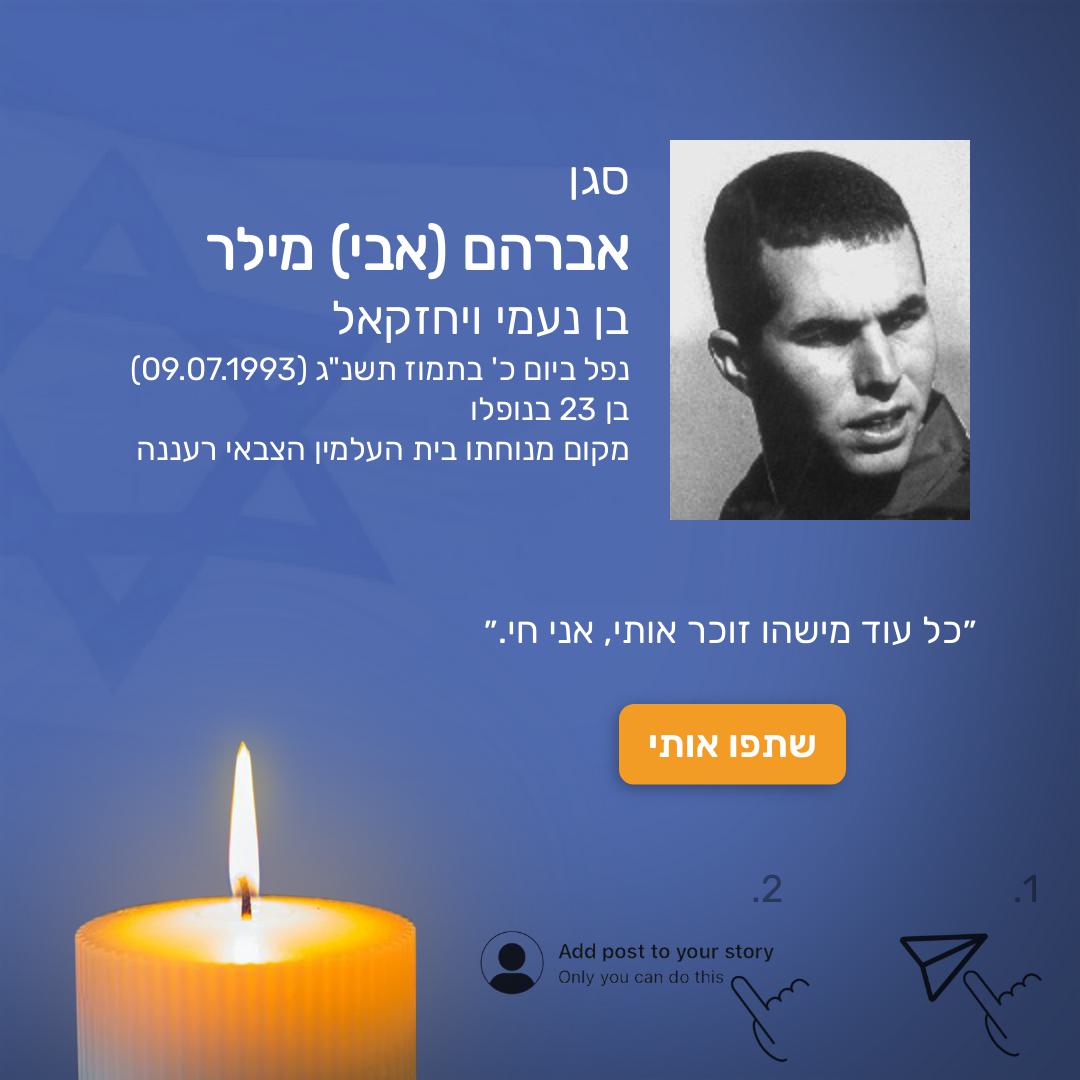 סגן
אברהם (אבי) מילר
בן נעמי ויחזקאל
נפל ביום כ' בתמוז תשנ"ג (09.07.1993)
בן 23 בנופלו
מקום מנוחתו בית העלמין הצבאי רעננה
״כל עוד מישהו זוכר אותי, אני חי.״
שתפו אותי
.1
.2
Add post to your story
Only you can do this